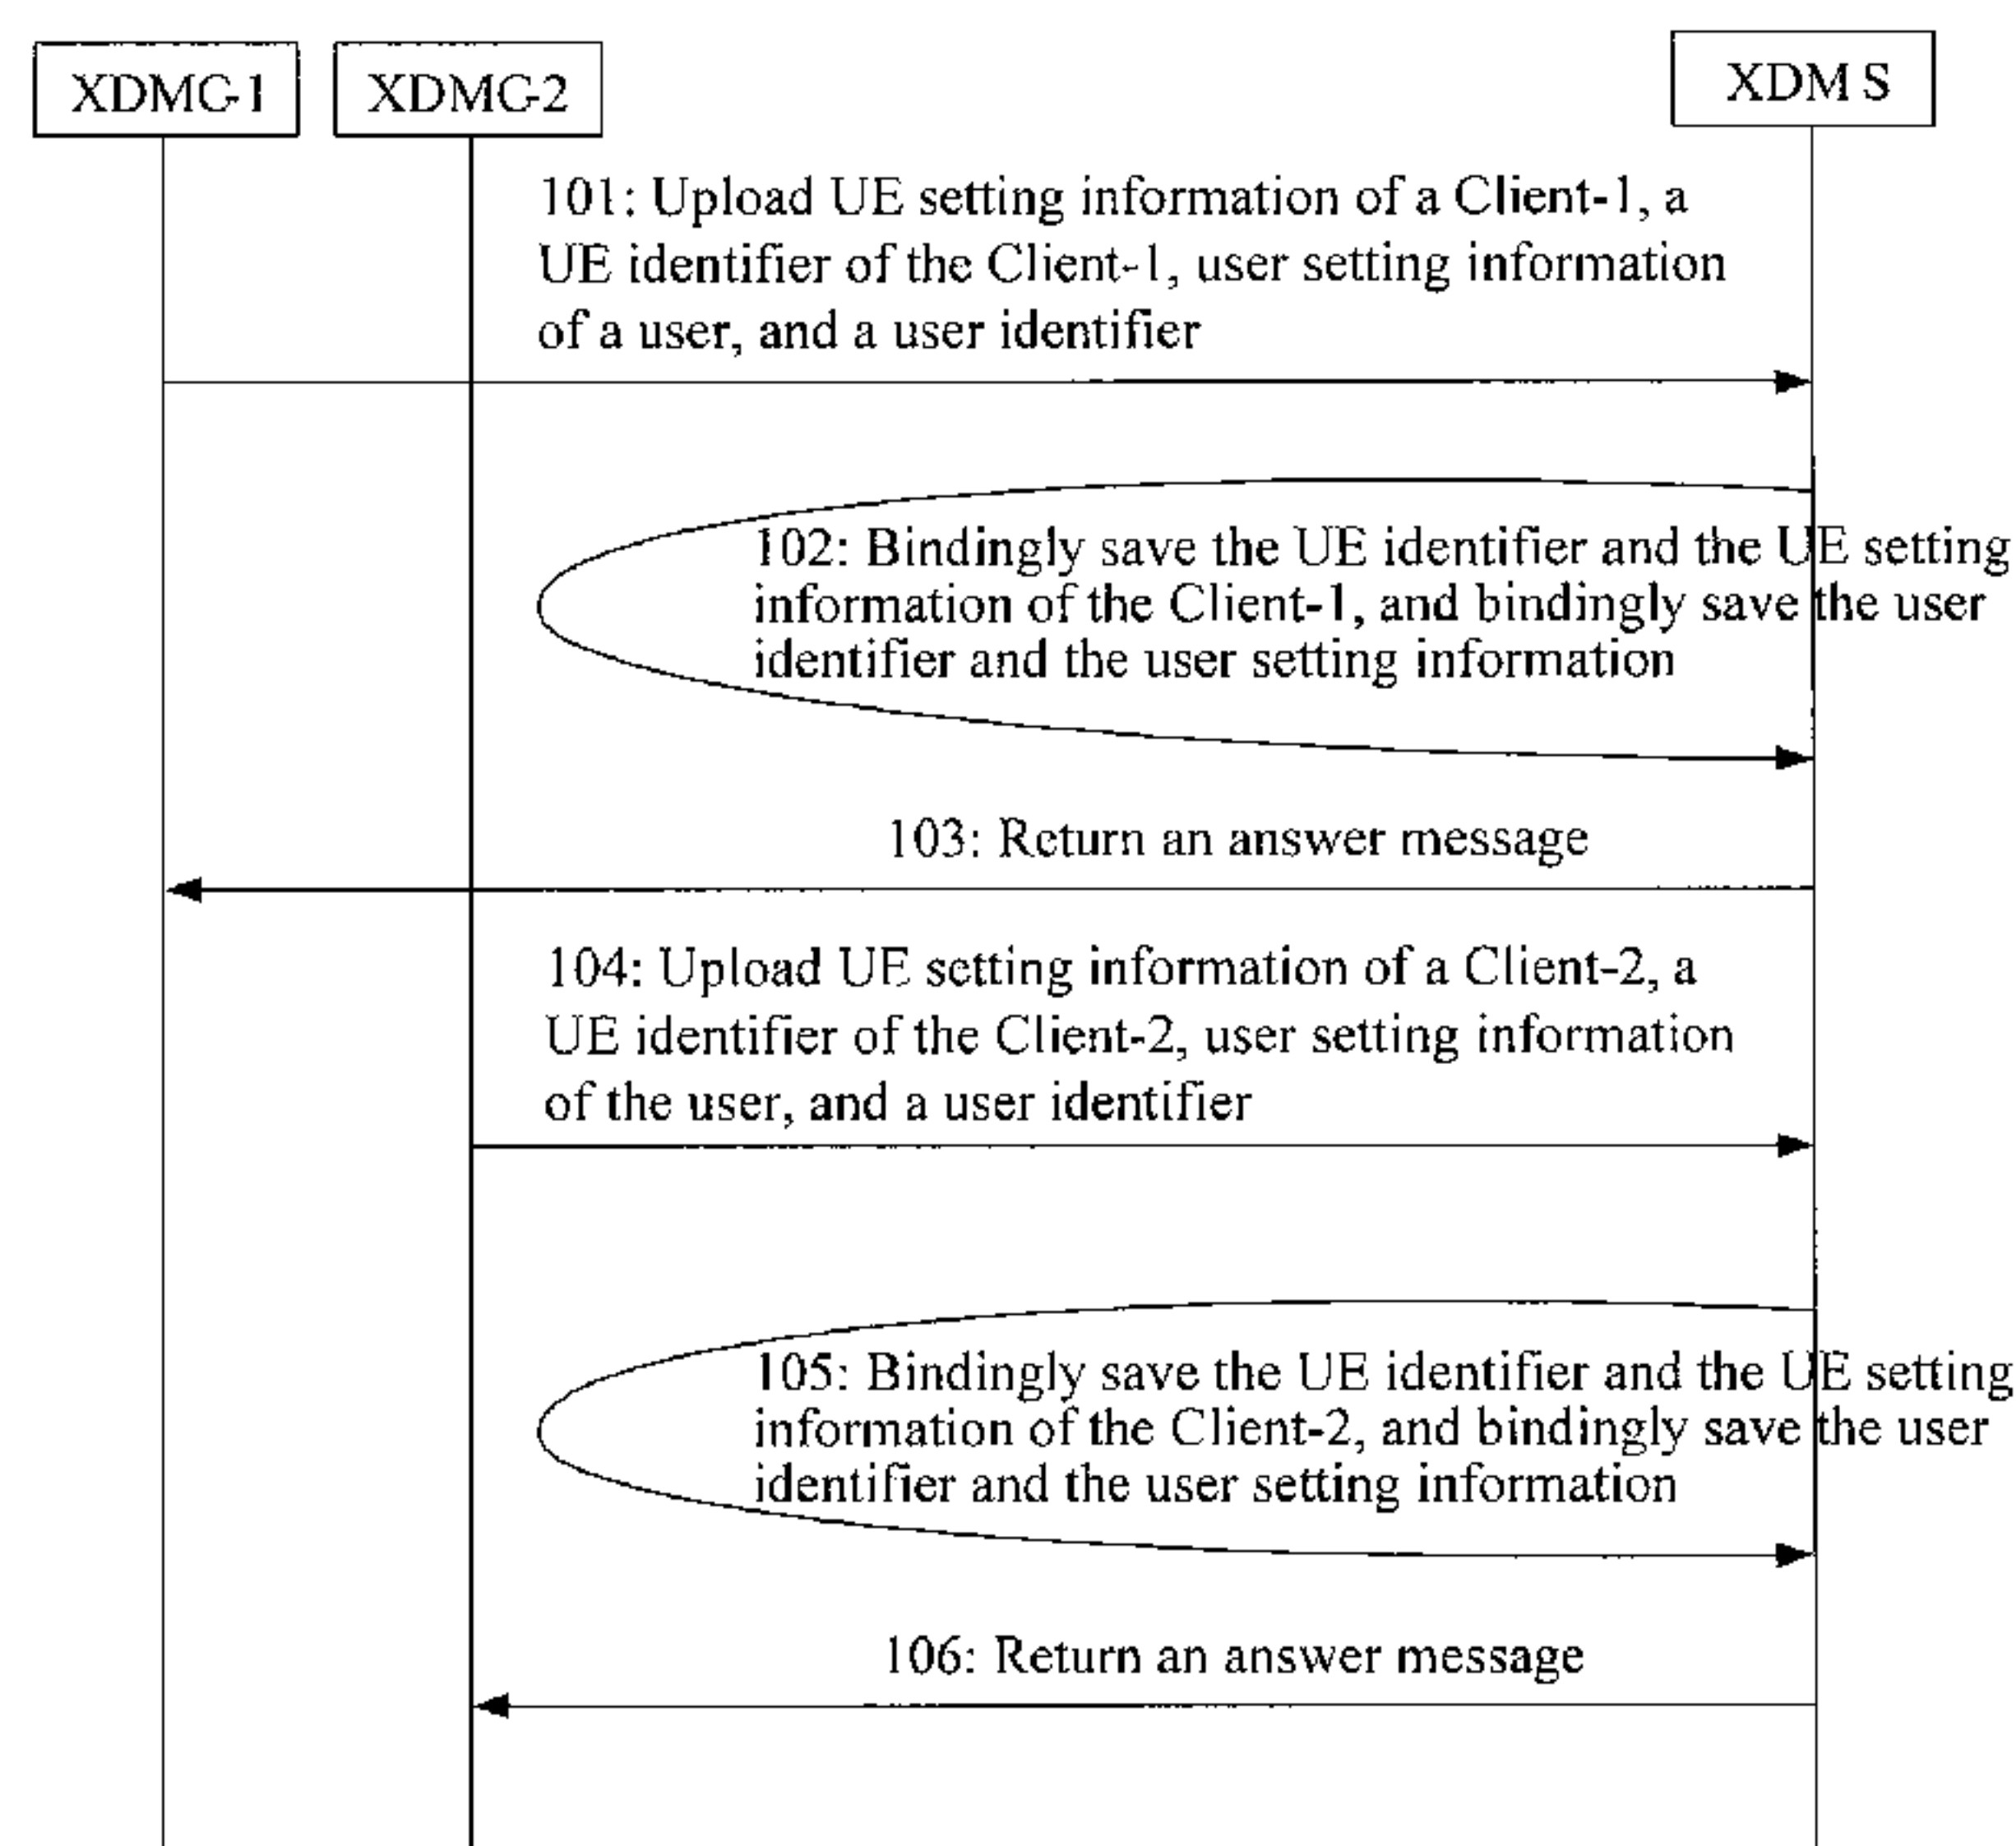 XDMC-1
XDMC-2
XDMS
101: Upload UE setting information of a Client-1, a
UE identifier of the Client-1, user setting information
of a user, and a user identifier
102: Bindingly save the UE identifier and the UE setting
information of the Client-1, and bindingly save the user
identifier and the user setting information
103: Return an answer message
104: Upload UE setting information of a Client-2, a
UE identifier of the Client-2, user setting information
of the user, and a user identifier
105: Bindingly save the UE identifier and the UE setting
information of the Client-2, and bindingly save the user
identifier and the user setting information
106: Return an answer message